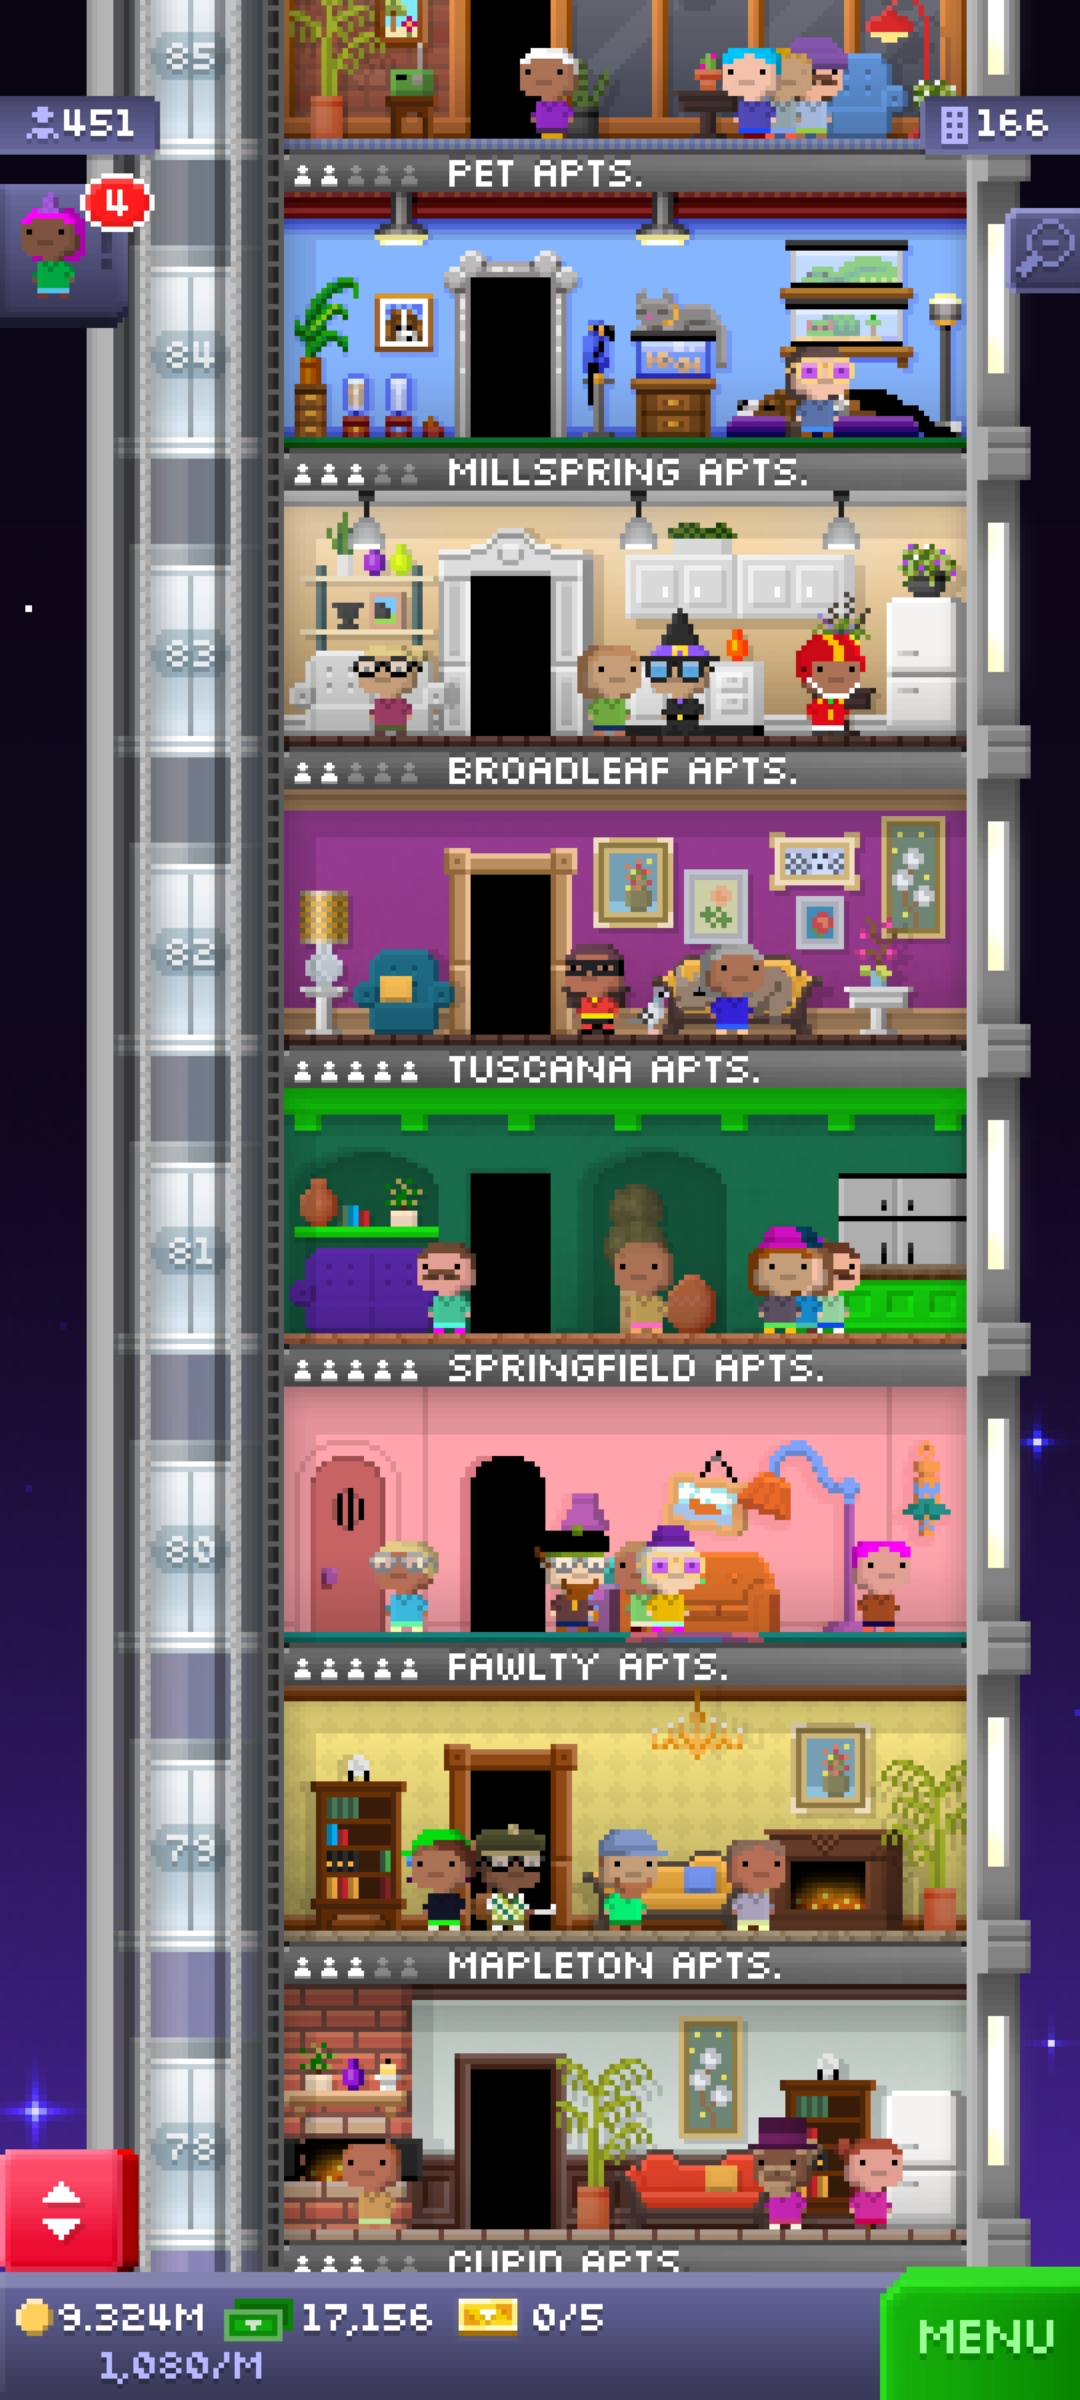 85
451
166
4
PET APTS.
84
MILLSPRING APTS.
83
BROADLEAF APTS.
82
TUSCANA APTS.
81
SPRINGFIELD APTS.
80
FAWLTY APTS.
79
MAPLETON APTS.
78
CUPID APTS.
9.324M 17,156 0/5
1,080/M
MENU